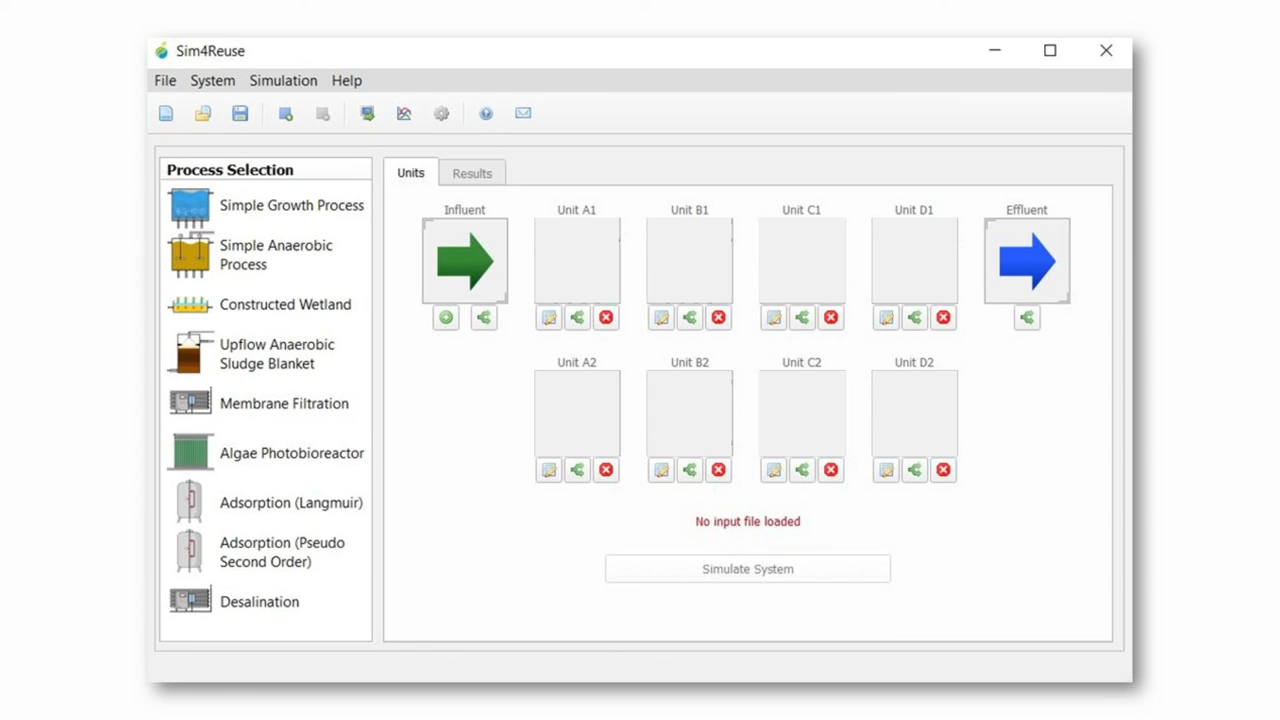 Sim4Reuse
File System Simulation Help
Process Selection
Simple Growth Process
Simple Anaerobic
Process
Constructed Wetland
Upflow Anaerobic
Sludge Blanket
Membrane Filtration
Algae Photobioreactor
Adsorption (Langmuir)
Adsorption (Pseudo
Second Order)
Desalination
Units Results
Influent Unit A1 Unit B1 Unit C1 Unit D1 Effluent
Unit A2 Unit B2 Unit C2 Unit D2
No input file loaded
Simulate System